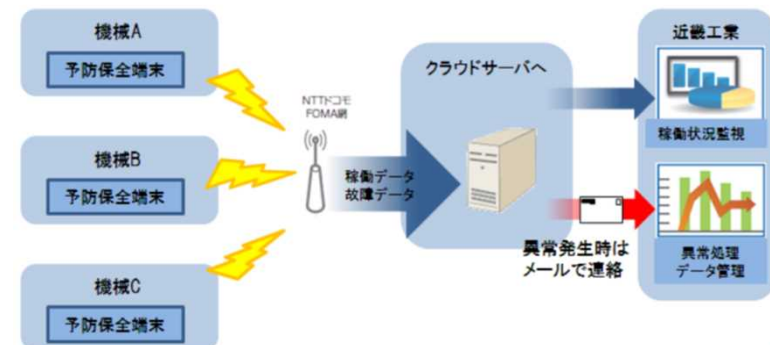 機械A
予防保全端末
機械B
予防保全端末
機械C
予防保全端末
NTTドコモ
FOMA網
稼働データ
故障データ
クラウドサーバへ
異常発生時は
メールで連絡
近畿工業
稼働状況監視
異常処理
データ管理